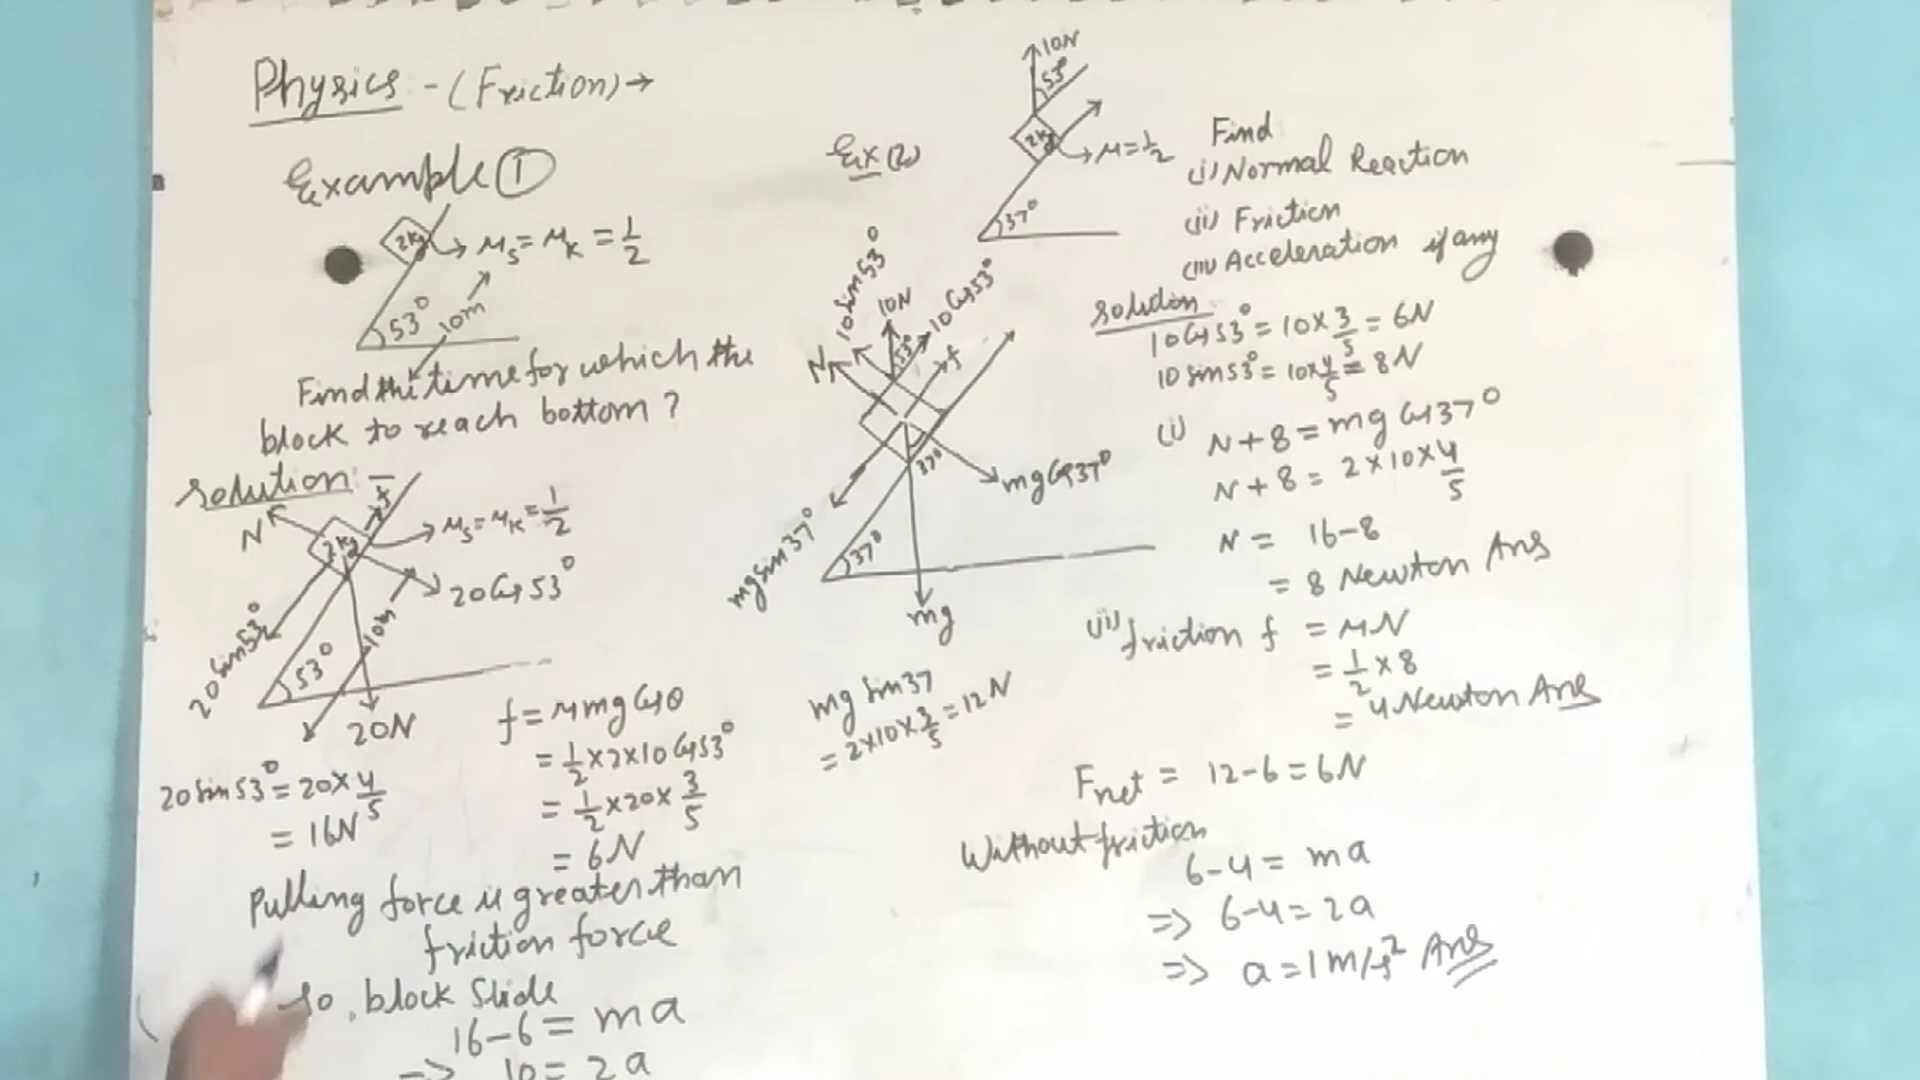 Physics - (Friction) →
Example ①
2kg
μs = μk = 1/2
53°
10m
Find the time for which the
block to reach bottom ?
Solution :-
N
f
2kg
μs = μk = 1/2
20 Cos 53°
20 Sin 53°
53°
10m
20N
20 Sin 53° = 20 × 4/5
= 16N
f = μmg Cosθ
= 1/2 × 2 × 10 Cos 53°
= 1/2 × 20 × 3/5
= 6N
Pulling force is greater than
friction force
So, block Slide
16 - 6 = ma
=> 10 = 2a
Ex (2)
10N
53°
2kg
μ = 1/2
37°
Find
(i) Normal Reaction
(ii) Friction
(iii) Acceleration if any
10 Sin 53°
10N
10 Cos 53°
53°
N
f
37°
mg Cos 37°
mg Sin 37°
37°
mg
mg Sin 37
= 2 × 10 × 3/5 = 12N
Solution
10 Cos 53° = 10 × 3/5 = 6N
10 Sin 53° = 10 × 4/5 = 8N
(i) N + 8 = mg Cos 37°
N + 8 = 2 × 10 × 4/5
N = 16 - 8
= 8 Newton Ans
(ii) friction f = μN
= 1/2 × 8
= 4 Newton Ans
Fnet = 12 - 6 = 6N
Without friction
6 - 4 = ma
=> 6 - 4 = 2a
=> a = 1 m/s² Ans